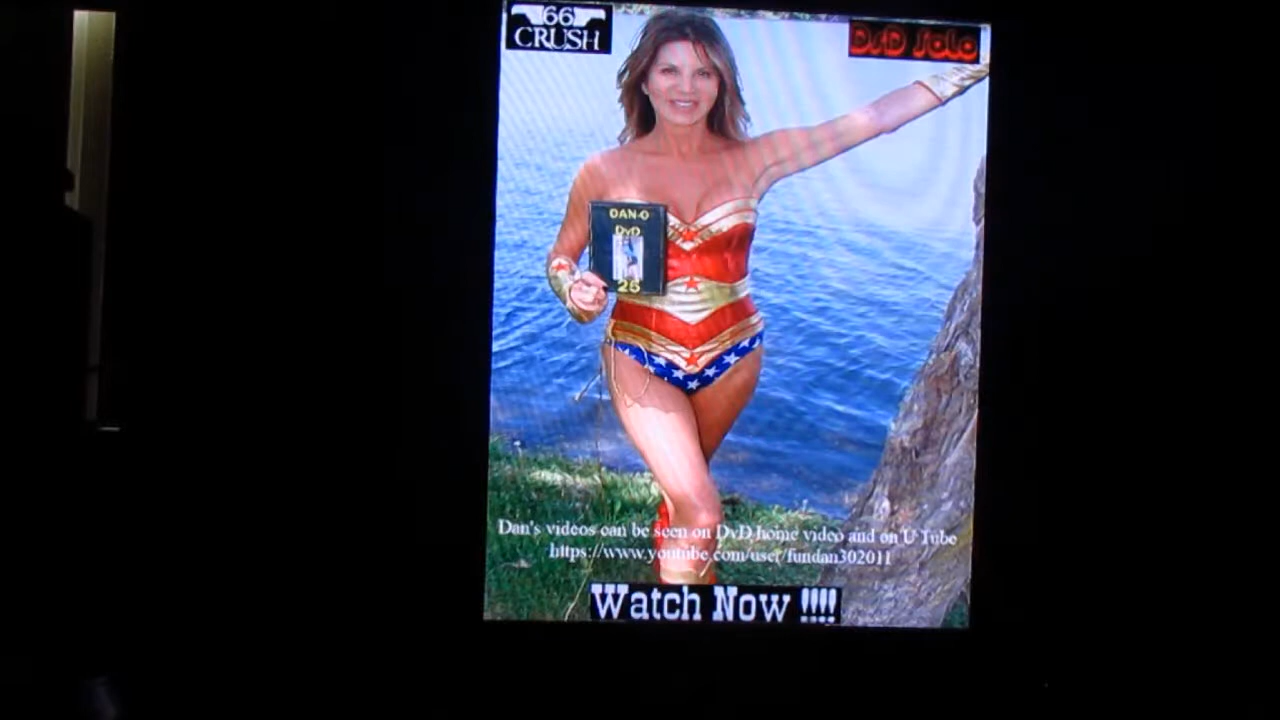 66
CRUSH
DsD SoLo
DAN-O
DvD
25
Dan's videos can be seen on DvD home video and on U Tube
https://www.youtube.com/user/fundan302011
Watch Now !!!!